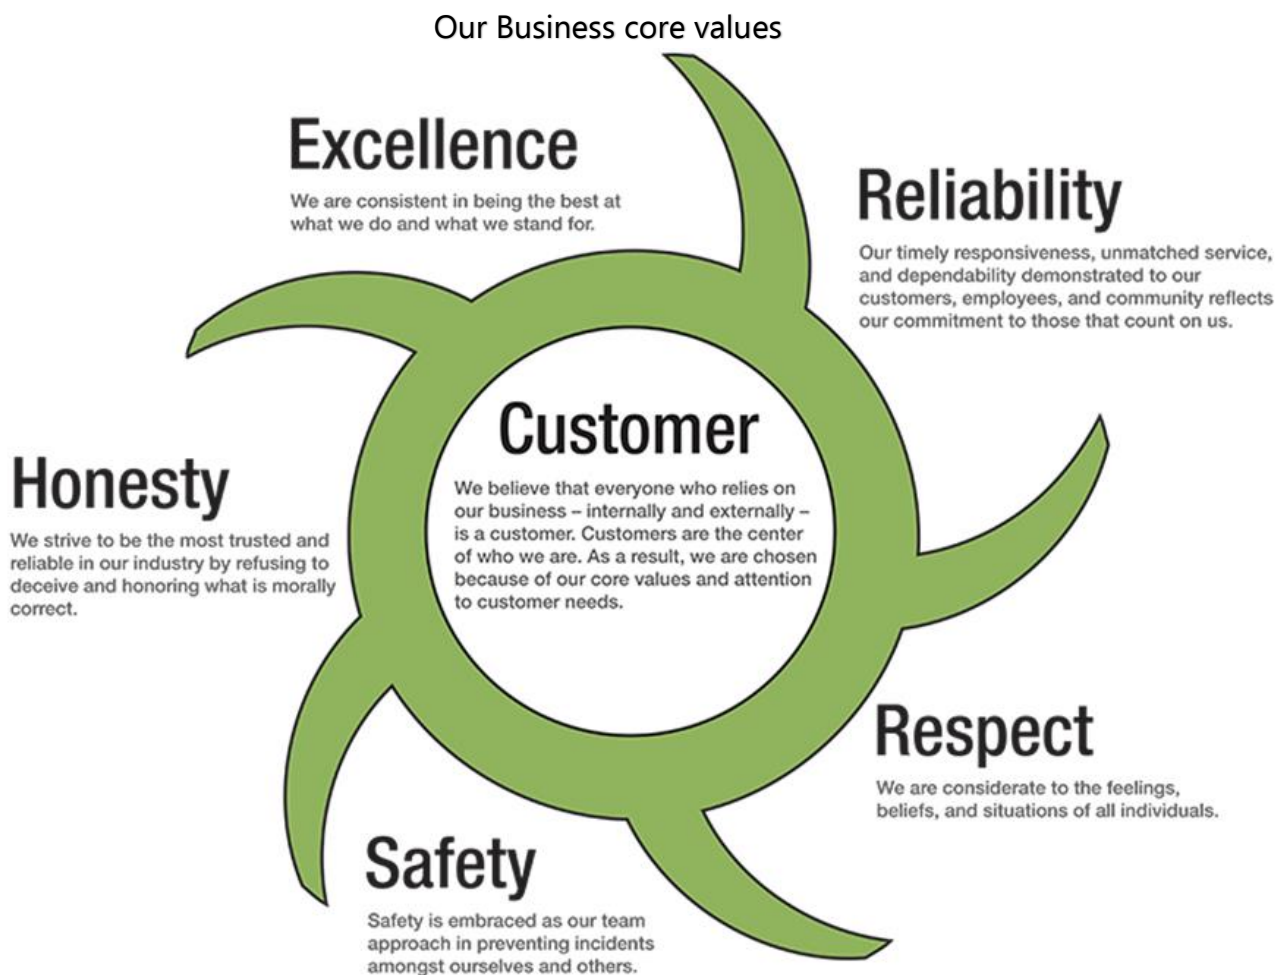 Our Business core values
Excellence
We are consistent in being the best at
what we do and what we stand for.
Reliability
Our timely responsiveness, unmatched service,
and dependability demonstrated to our
customers, employees, and community reflects
our commitment to those that count on us.
Customer
We believe that everyone who relies on
our business – internally and externally –
is a customer. Customers are the center
of who we are. As a result, we are chosen
because of our core values and attention
to customer needs.
Honesty
We strive to be the most trusted and
reliable in our industry by refusing to
deceive and honoring what is morally
correct.
Respect
We are considerate to the feelings,
beliefs, and situations of all individuals.
Safety
Safety is embraced as our team
approach in preventing incidents
amongst ourselves and others.